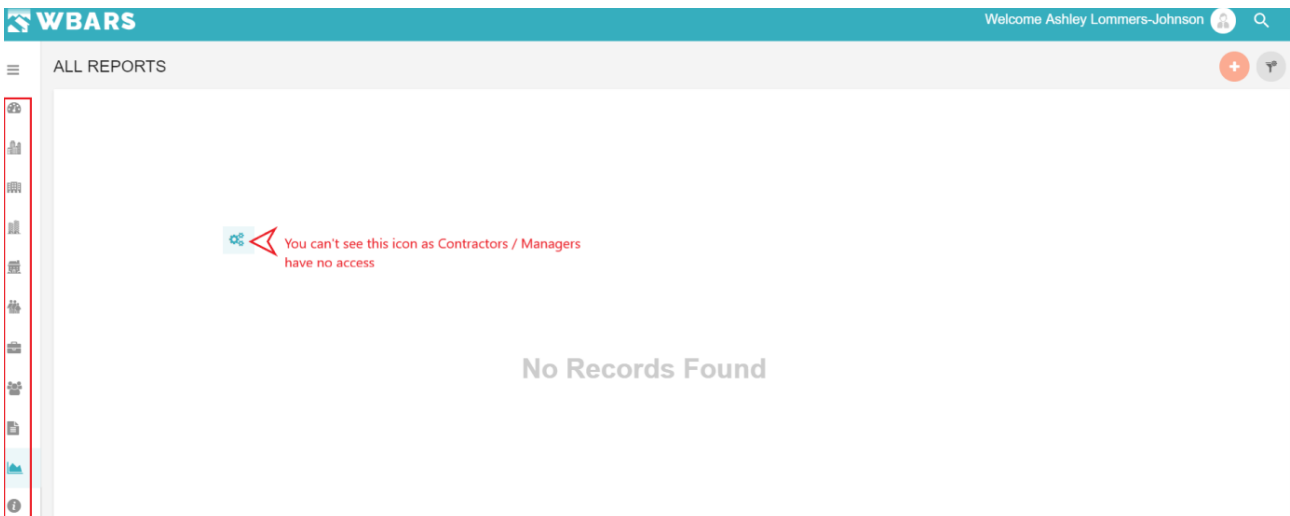 WBARS
Welcome Ashley Lommers-Johnson
ALL REPORTS
You can't see this icon as Contractors / Managers
have no access
No Records Found